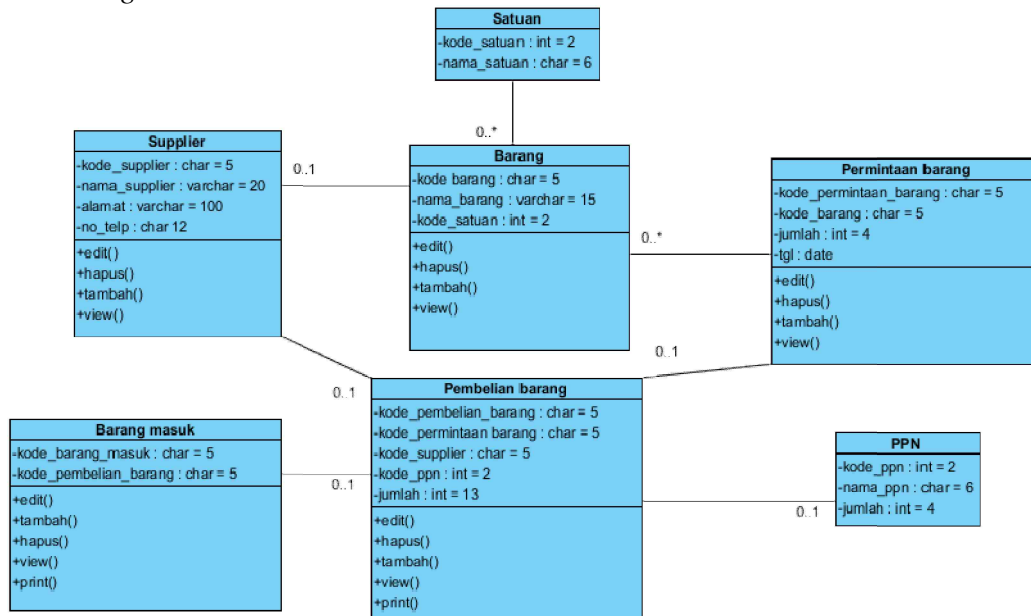 Satuan
-kode_satuan : int = 2
-nama_satuan : char = 6
0..*
Supplier
-kode_supplier : char = 5
-nama_supplier : varchar = 20
-alamat : varchar = 100
-no_telp : char 12
+edit()
+hapus()
+tambah()
+view()
0..1
Barang
-kode barang : char = 5
-nama_barang : varchar = 15
-kode_satuan : int = 2
+edit()
+hapus()
+tambah()
+view()
0..*
Permintaan barang
-kode_permintaan_barang : char = 5
-kode_barang : char = 5
-jumlah : int = 4
-tgl : date
+edit()
+hapus()
+tambah()
+view()
0..1
0..1
Pembelian barang
-kode_pembelian_barang : char = 5
-kode_permintaan barang : char = 5
-kode_supplier : char = 5
-kode_ppn : int = 2
-jumlah : int = 13
+edit()
+hapus()
+tambah()
+view()
+print()
Barang masuk
-kode_barang_masuk : char = 5
-kode_pembelian_barang : char = 5
+edit()
+tambah()
+hapus()
+view()
+print()
0..1
PPN
-kode_ppn : int = 2
-nama_ppn : char = 6
-jumlah : int = 4
0..1